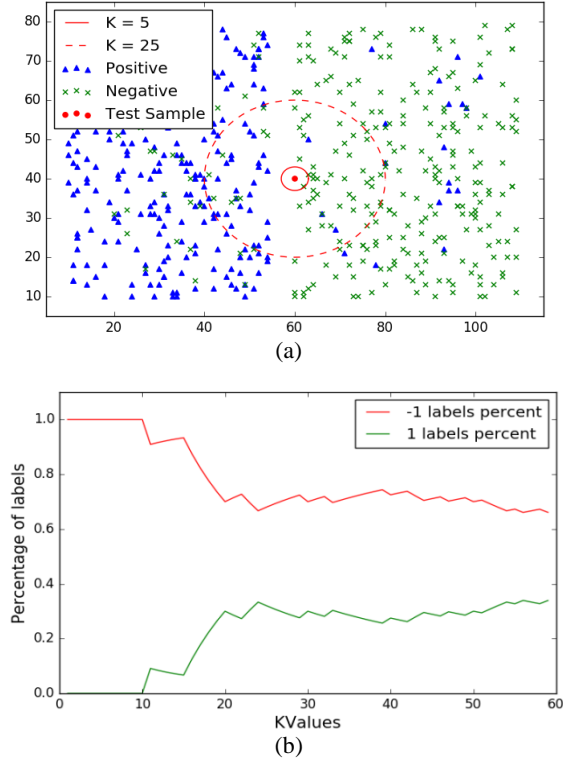 80
70
60
50
40
30
20
10
K = 5
K = 25
Positive
Negative
Test Sample
20 40 60 80 100
(a)
1.0
0.8
0.6
0.4
0.2
0.0
Percentage of labels
-1 labels percent
1 labels percent
0 10 20 30 40 50 60
KValues
(b)